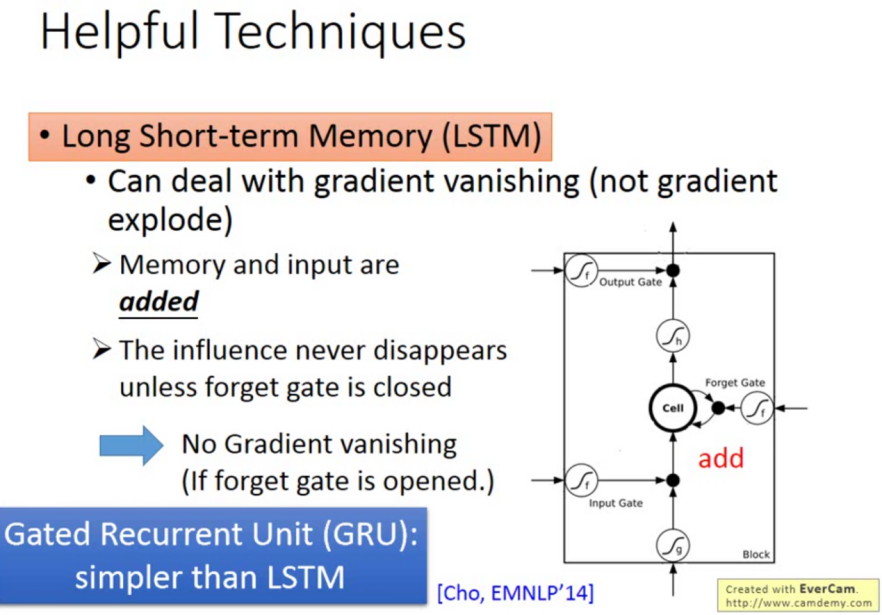 Helpful Techniques
• Long Short-term Memory (LSTM)
• Can deal with gradient vanishing (not gradient
explode)
➢ Memory and input are
added
➢ The influence never disappears
unless forget gate is closed
No Gradient vanishing
(If forget gate is opened.)
Gated Recurrent Unit (GRU):
simpler than LSTM
[Cho, EMNLP'14]
f
Output Gate
h
Forget Gate
Cell
f
add
f
Input Gate
g
Block
Created with EverCam.
http://www.camdemy.com